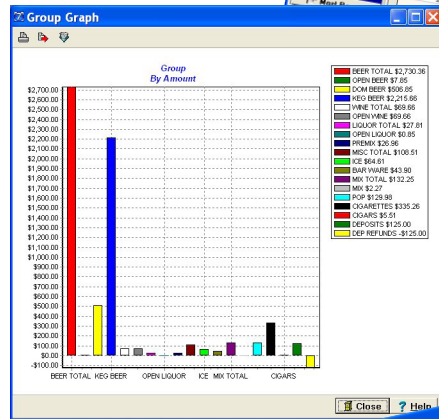 Group Graph
Group
By Amount
$2,700.00
$2,600.00
$2,500.00
$2,400.00
$2,300.00
$2,200.00
$2,100.00
$2,000.00
$1,900.00
$1,800.00
$1,700.00
$1,600.00
$1,500.00
$1,400.00
$1,300.00
$1,200.00
$1,100.00
$1,000.00
$900.00
$800.00
$700.00
$600.00
$500.00
$400.00
$300.00
$200.00
$100.00
$0.00
-$100.00
BEER TOTAL KEG BEER OPEN LIQUOR ICE MIX TOTAL CIGARS
BEER TOTAL $2,730.36
OPEN BEER $7.85
DOM BEER $506.85
KEG BEER $2,215.66
WINE TOTAL $69.66
OPEN WINE $69.66
LIQUOR TOTAL $27.81
OPEN LIQUOR $0.85
PREMIX $26.96
MISC TOTAL $108.51
ICE $64.61
BAR WARE $43.90
MIX TOTAL $132.25
MIX $2.27
POP $129.98
CIGARETTES $335.26
CIGARS $5.51
DEPOSITS $125.00
DEP REFUNDS -$125.00
Close ? Help